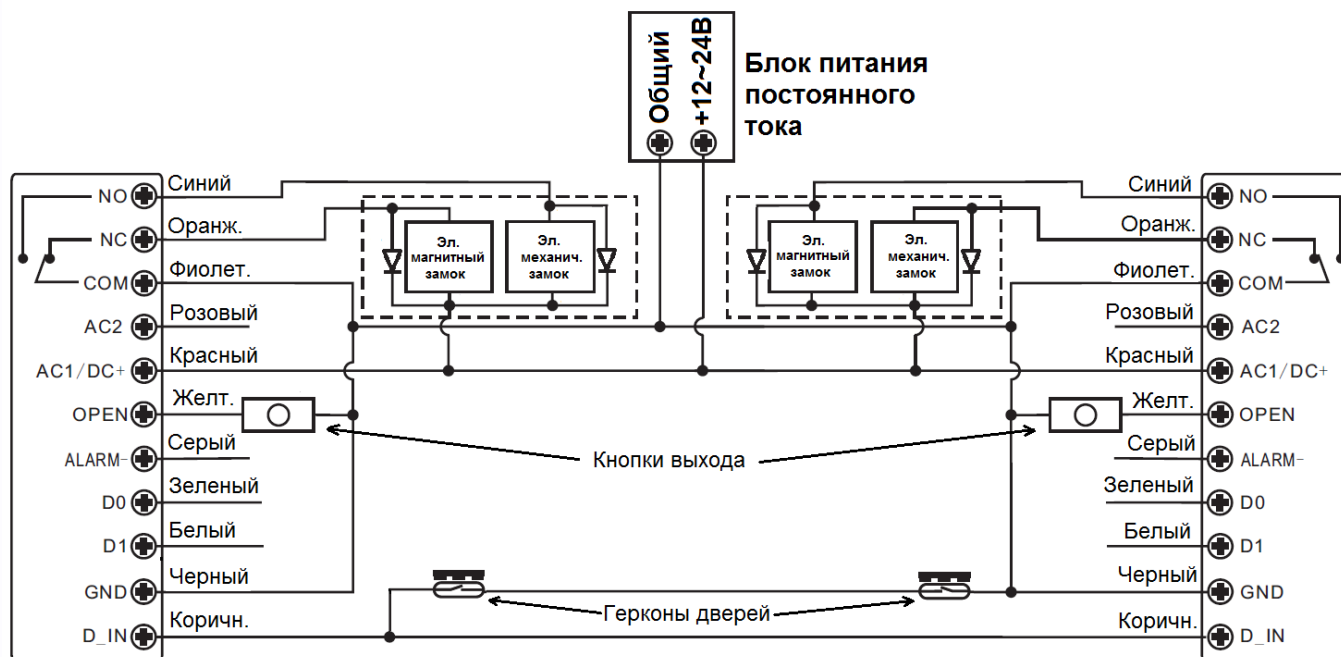 Общий
+12~24В
Блок питания
постоянного
тока
NO
Синий
NC
Оранж.
COM
Фиолет.
AC2
Розовый
AC1/DC+
Красный
OPEN
Желт.
ALARM-
Серый
D0
Зеленый
D1
Белый
GND
Черный
D_IN
Коричн.
Эл.
магнитный
замок
Эл.
механич.
замок
Эл.
магнитный
замок
Эл.
механич.
замок
Кнопки выхода
Герконы дверей
Синий
NO
Оранж.
NC
Фиолет.
COM
Розовый
AC2
Красный
AC1/DC+
Желт.
OPEN
Серый
ALARM-
Зеленый
D0
Белый
D1
Черный
GND
Коричн.
D_IN